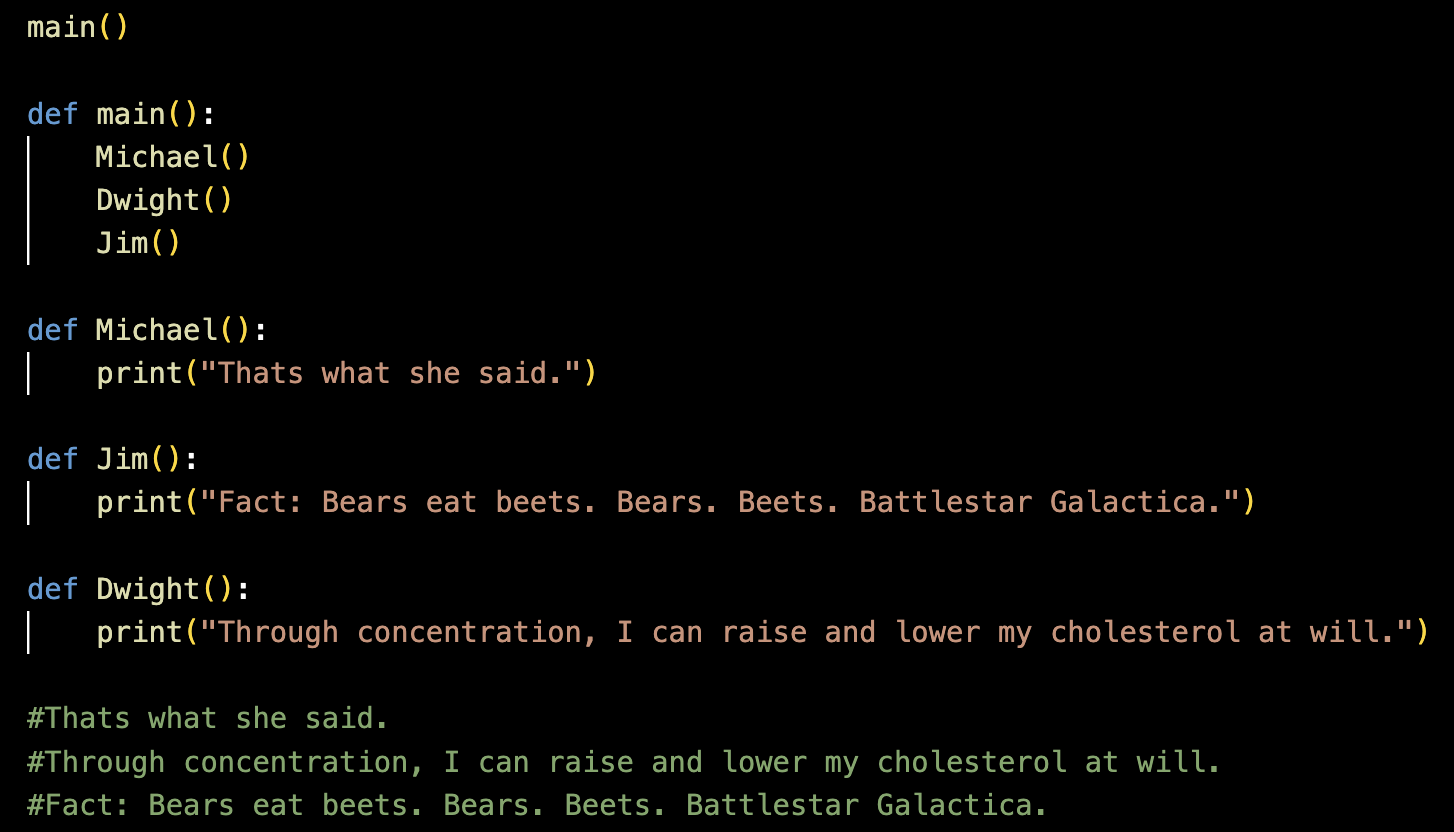 main()
def main():
    Michael()
    Dwight()
    Jim()
def Michael():
    print("Thats what she said.")
def Jim():
    print("Fact: Bears eat beets. Bears. Beets. Battlestar Galactica.")
def Dwight():
    print("Through concentration, I can raise and lower my cholesterol at will.")
#Thats what she said.
#Through concentration, I can raise and lower my cholesterol at will.
#Fact: Bears eat beets. Bears. Beets. Battlestar Galactica.